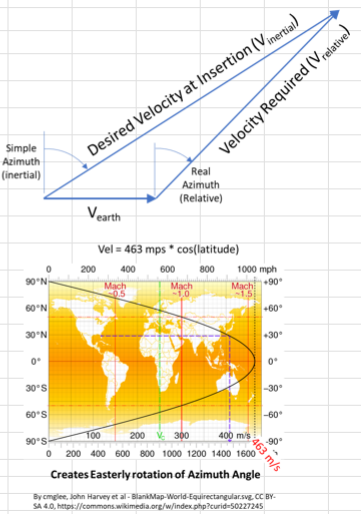 Desired Velocity at Insertion (Vinertial)
Velocity Required (Vrelative)
Simple
Azimuth
(inertial)
Real
Azimuth
(Relative)
Vearth
Vel = 463 mps * cos(latitude)
0 200 400 600 800 1000 mph
90°N +90°
Mach ~0.5 Mach ~1.0 Mach ~1.5
60°N +60°
30°N +30°
0° 0°
30°S -30°
60°S -60°
100 200 300 400 m/s
90°S -90°
463 m/s
0 200 400 600 800 1000 1200 1400 1600
Creates Easterly rotation of Azimuth Angle
By cmglee, John Harvey et al - BlankMap-World-Equirectangular.svg, CC BY-
SA 4.0, https://commons.wikimedia.org/w/index.php?curid=50227245